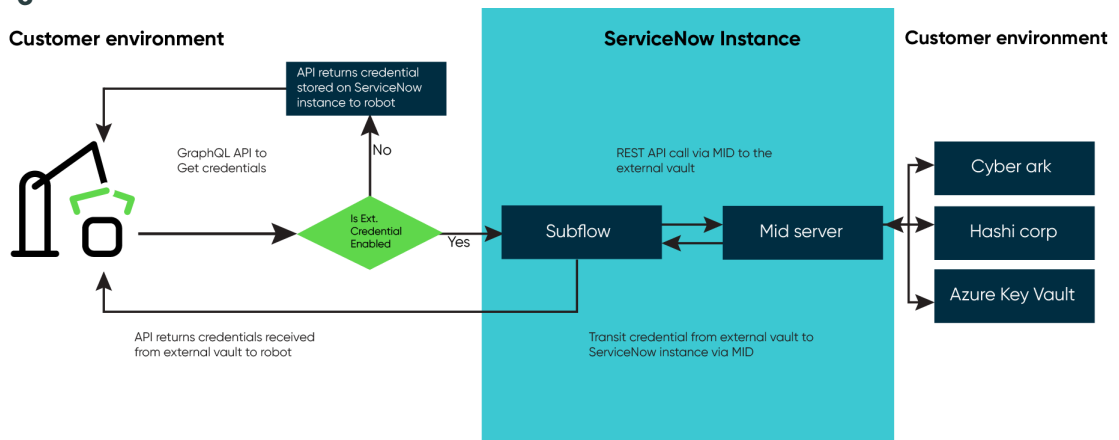 Customer environment
ServiceNow Instance
Customer environment
API returns credential
stored on ServiceNow
instance to robot
GraphQL API to
Get credentials
No
REST API call via MID to the
external vault
Cyber ark
Is Ext.
Credential
Enabled
Yes
Subflow
Mid server
Hashi corp
Azure Key Vault
API returns credentials received
from external vault to robot
Transit credential from external vault to
ServiceNow instance via MID